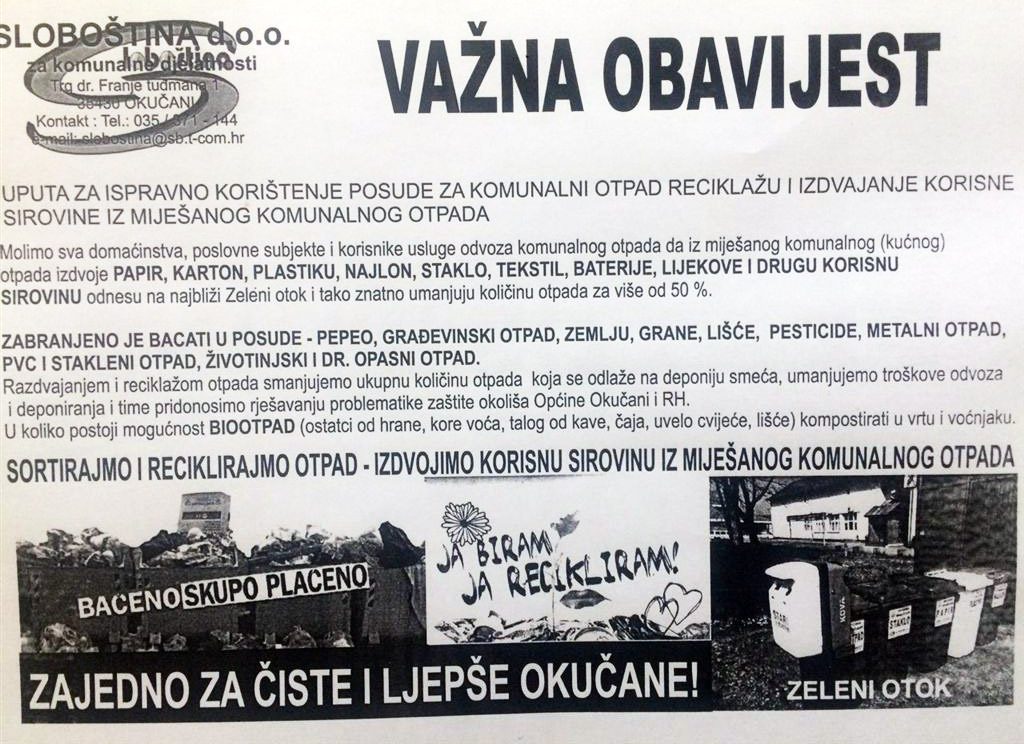 SLOBOŠTINA d.o.o.
za komunalne djelatnosti
Trg dr. Franje tuđmana 1
35430 OKUČANI
Kontakt : Tel.: 035 / 371 - 144
e-mail: slobostina@sb.t-com.hr
VAŽNA OBAVIJEST
UPUTA ZA ISPRAVNO KORIŠTENJE POSUDE ZA KOMUNALNI OTPAD RECIKLAŽU I IZDVAJANJE KORISNE
SIROVINE IZ MIJEŠANOG KOMUNALNOG OTPADA
Molimo sva domaćinstva, poslovne subjekte i korisnike usluge odvoza komunalnog otpada da iz miješanog komunalnog (kućnog)
otpada izdvoje PAPIR, KARTON, PLASTIKU, NAJLON, STAKLO, TEKSTIL, BATERIJE, LIJEKOVE I DRUGU KORISNU
SIROVINU odnesu na najbliži Zeleni otok i tako znatno umanjuju količinu otpada za više od 50 %.
ZABRANJENO JE BACATI U POSUDE - PEPEO, GRAĐEVINSKI OTPAD, ZEMLJU, GRANE, LIŠĆE, PESTICIDE, METALNI OTPAD,
PVC I STAKLENI OTPAD, ŽIVOTINJSKI I DR. OPASNI OTPAD.
Razdvajanjem i reciklažom otpada smanjujemo ukupnu količinu otpada koja se odlaže na deponiju smeća, umanjujemo troškove odvoza
i deponiranja i time pridonosimo rješavanju problematike zaštite okoliša Općine Okučani i RH.
U koliko postoji mogućnost BIOOTPAD (ostatci od hrane, kore voća, talog od kave, čaja, uvelo cvijeće, lišće) kompostirati u vrtu i voćnjaku.
SORTIRAJMO I RECIKLIRAJMO OTPAD - IZDVOJIMO KORISNU SIROVINU IZ MIJEŠANOG KOMUNALNOG OTPADA
BAČENO SKUPO PLAĆENO
JA BIRAM
JA RECIKLIRAM!
STAKLO
PAPIR
ZAJEDNO ZA ČISTE I LJEPŠE OKUČANE!
ZELENI OTOK